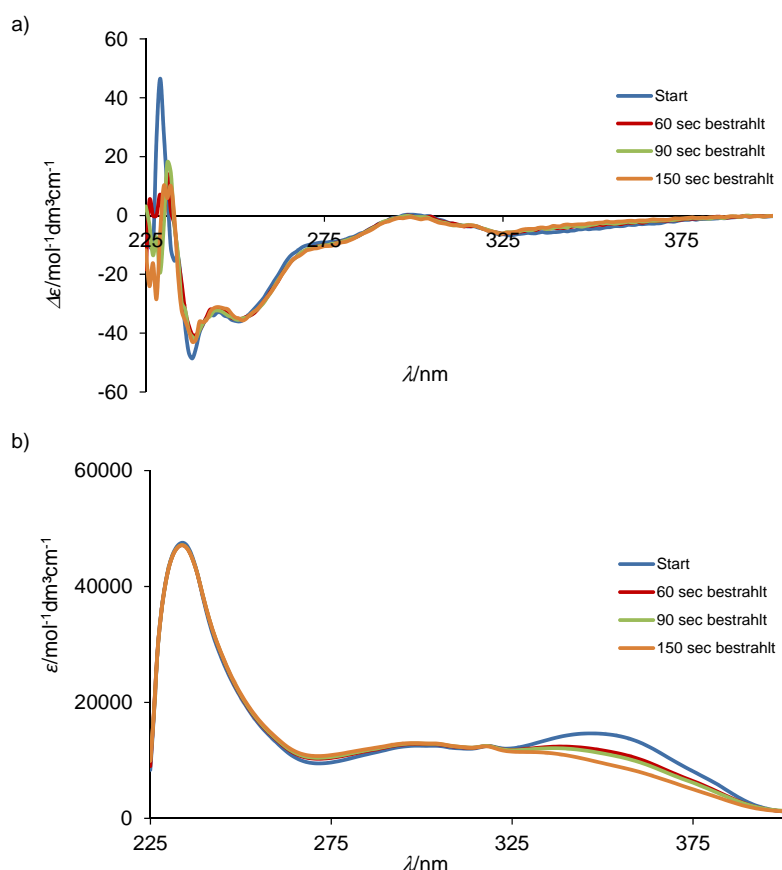 a)
60
40
20
0
-20
-40
-60
225
275
325
375
Δε/mol⁻¹dm³cm⁻¹
λ/nm
Start
60 sec bestrahlt
90 sec bestrahlt
150 sec bestrahlt
b)
60000
40000
20000
0
225
275
325
375
ε/mol⁻¹dm³cm⁻¹
λ/nm
Start
60 sec bestrahlt
90 sec bestrahlt
150 sec bestrahlt